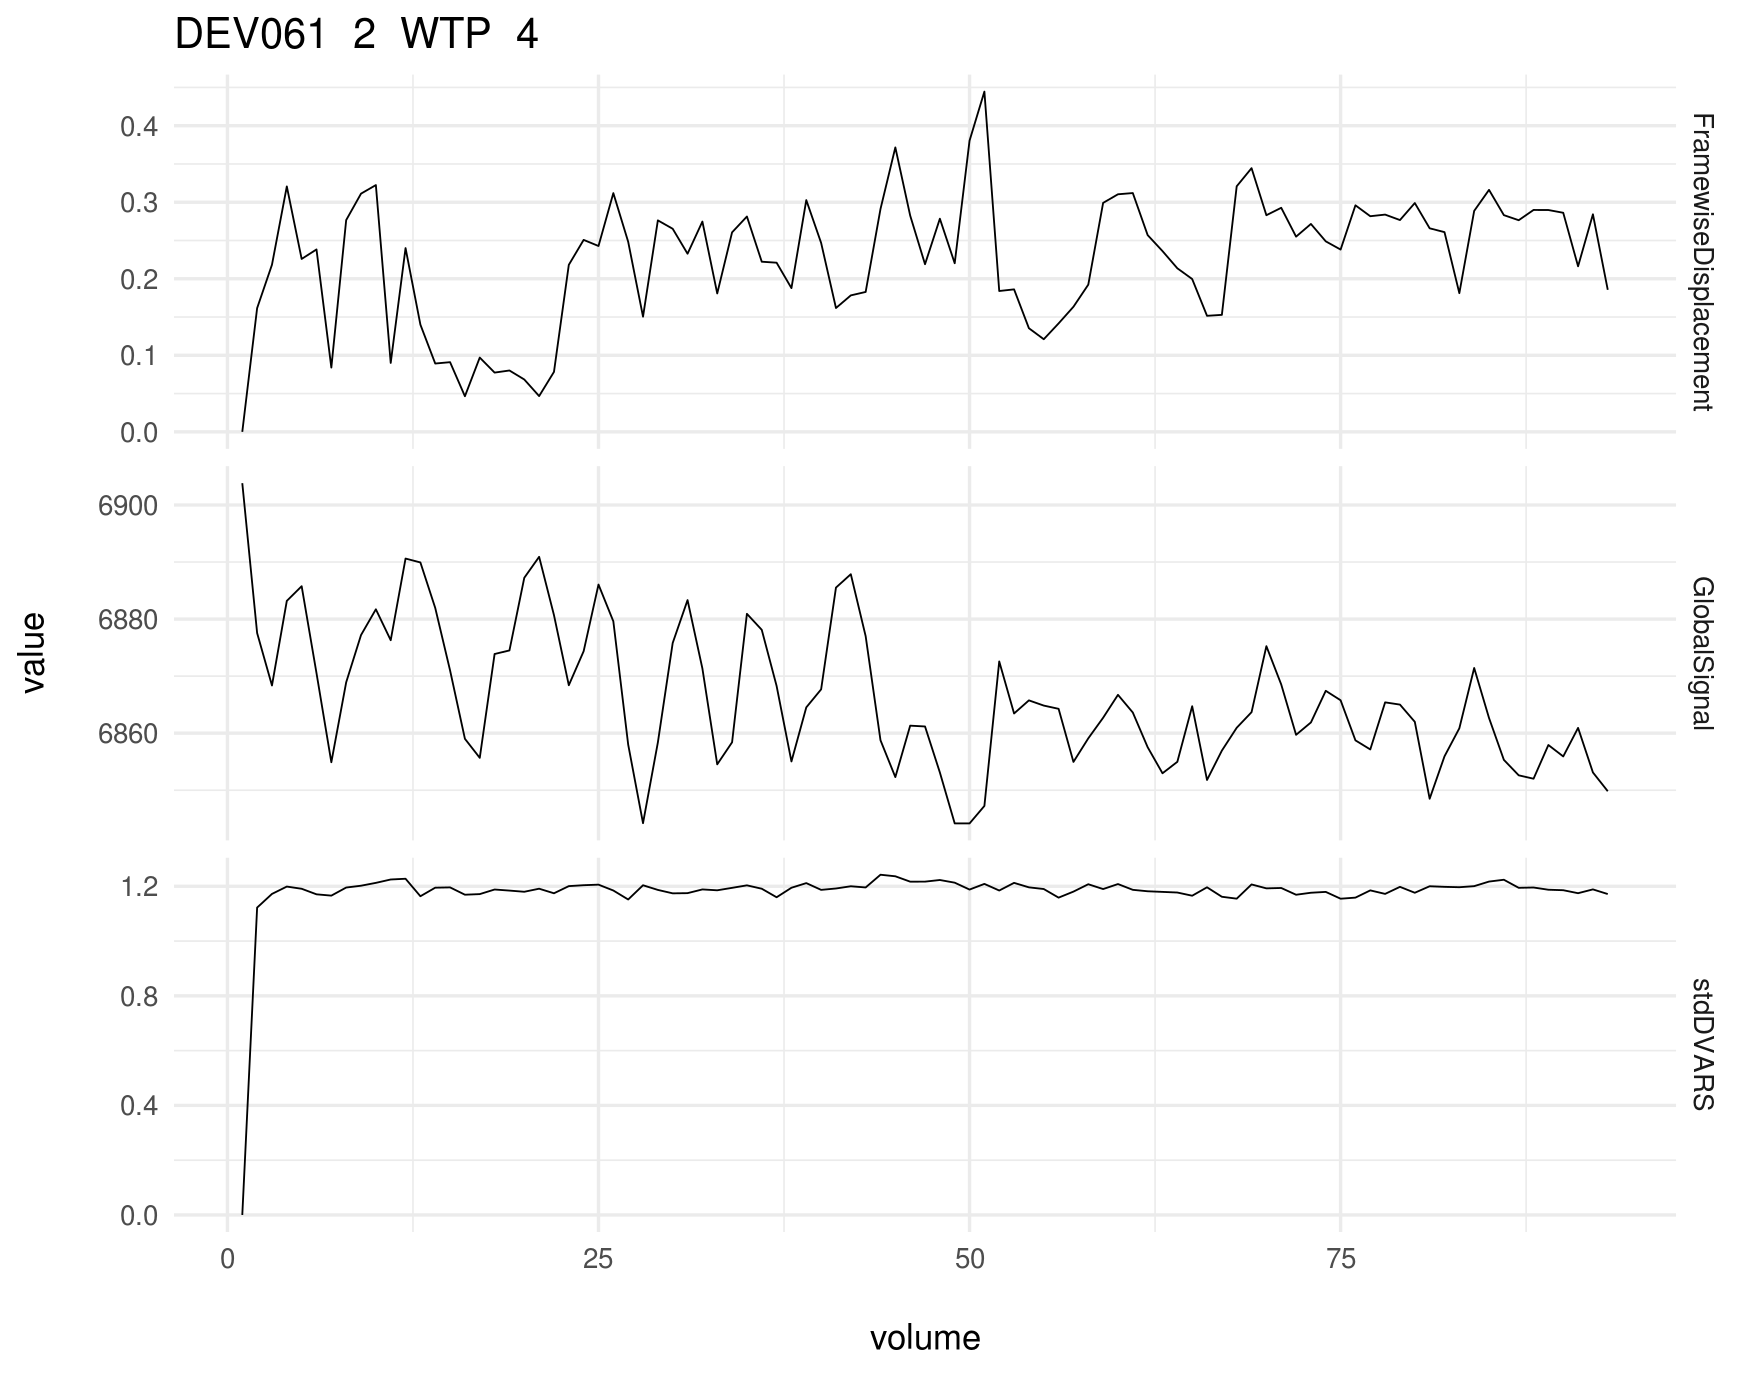 DEV061  2  WTP  4
0.4
0.3
0.2
0.1
0.0
FramewiseDisplacement
6900
6880
6860
GlobalSignal
value
1.2
0.8
0.4
0.0
stdDVARS
0 25 50 75
volume